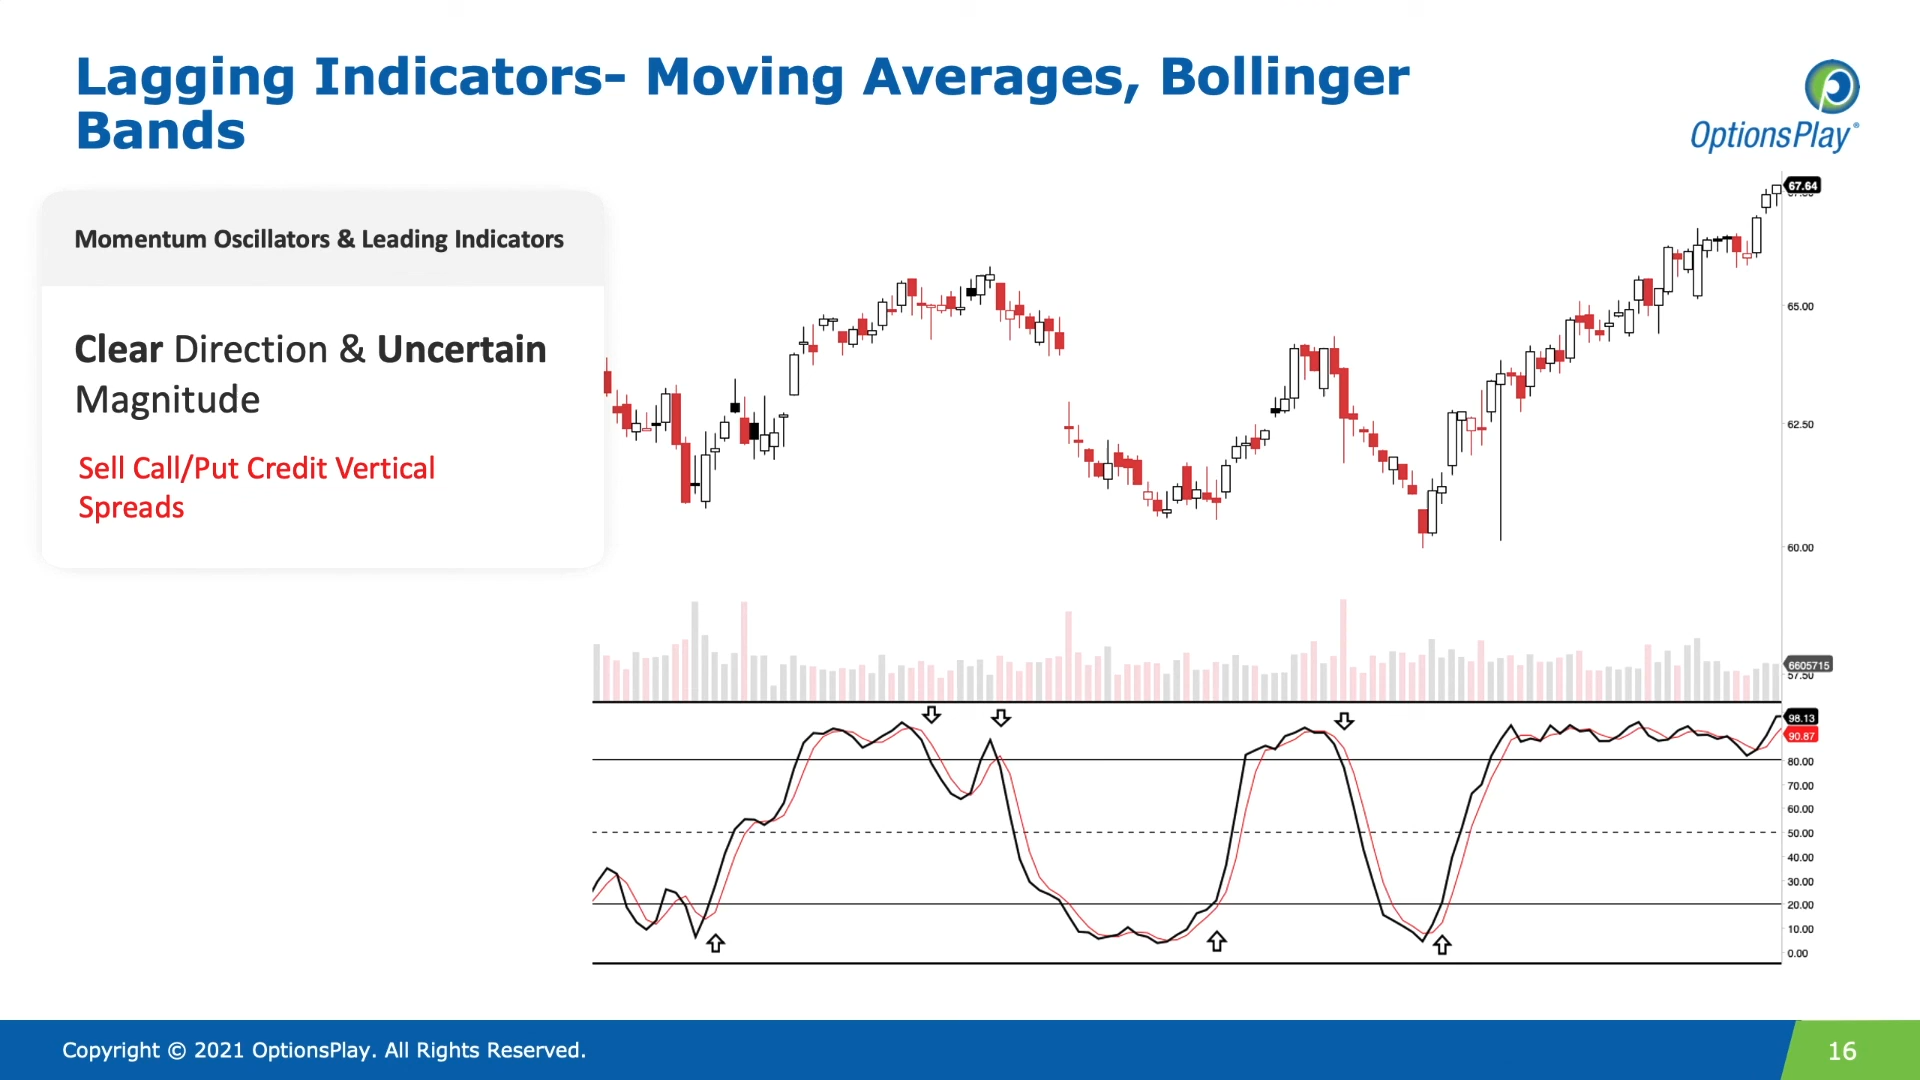 Lagging Indicators- Moving Averages, Bollinger
Bands
OptionsPlay®
Momentum Oscillators & Leading Indicators
Clear Direction & Uncertain
Magnitude
Sell Call/Put Credit Vertical
Spreads
67.64
65.00
62.50
60.00
6605715
57.50
98.13
90.87
80.00
70.00
60.00
50.00
40.00
30.00
20.00
10.00
0.00
Copyright © 2021 OptionsPlay. All Rights Reserved.
16